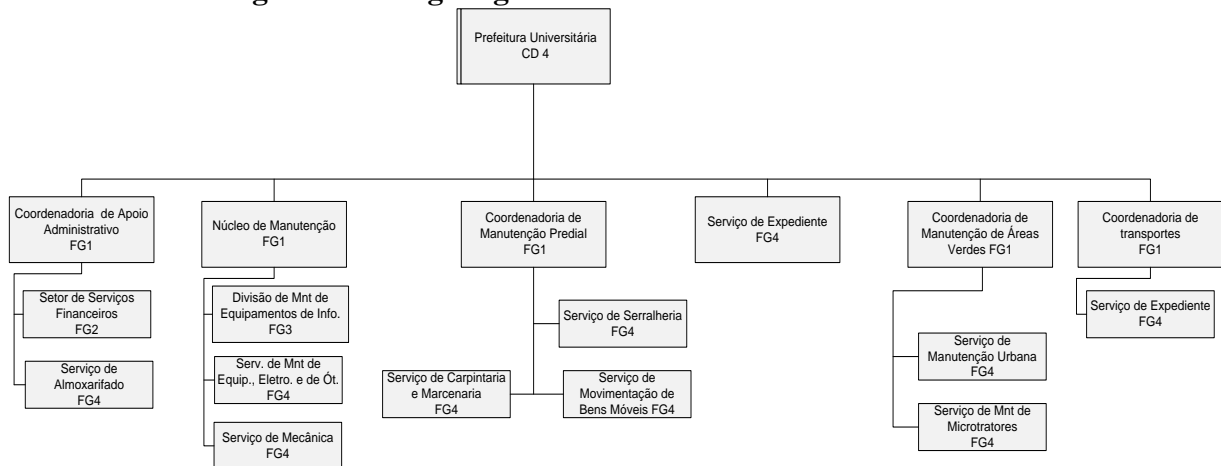 Prefeitura Universitária
CD 4
Coordenadoria de Apoio
Administrativo
FG1
Núcleo de Manutenção
FG1
Coordenadoria de
Manutenção Predial
FG1
Serviço de Expediente
FG4
Coordenadoria de
Manutenção de Áreas
Verdes FG1
Coordenadoria de
transportes
FG1
Setor de Serviços
Financeiros
FG2
Serviço de
Almoxarifado
FG4
Divisão de Mnt de
Equipamentos de Info.
FG3
Serv. de Mnt de
Equip., Eletro. e de Ót.
FG4
Serviço de Mecânica
FG4
Serviço de Serralheria
FG4
Serviço de Carpintaria
e Marcenaria
FG4
Serviço de
Movimentação de
Bens Móveis FG4
Serviço de
Manutenção Urbana
FG4
Serviço de Mnt de
Microtratores
FG4
Serviço de Expediente
FG4